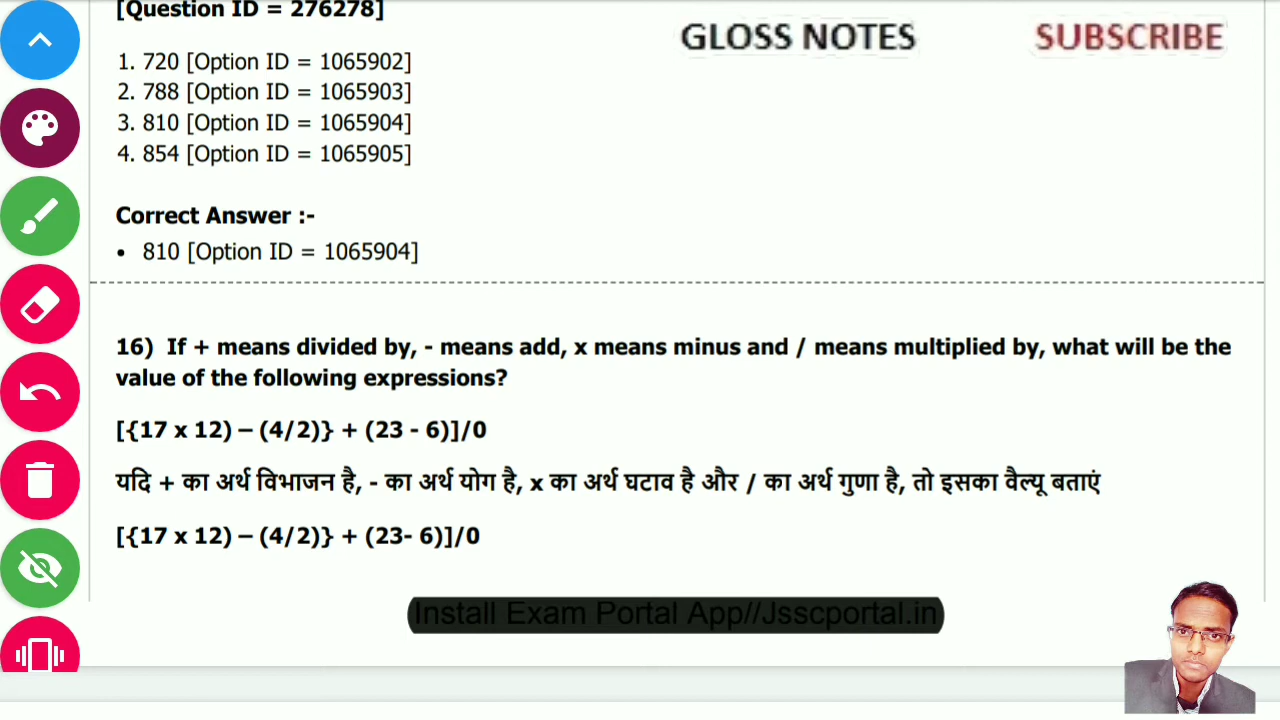 [Question ID = 276278]
GLOSS NOTES SUBSCRIBE
1. 720 [Option ID = 1065902]
2. 788 [Option ID = 1065903]
3. 810 [Option ID = 1065904]
4. 854 [Option ID = 1065905]
Correct Answer :-
• 810 [Option ID = 1065904]
16) If + means divided by, - means add, x means minus and / means multiplied by, what will be the
value of the following expressions?
[{17 x 12) – (4/2)} + (23 - 6)]/0
यदि + का अर्थ विभाजन है, - का अर्थ योग है, x का अर्थ घटाव है और / का अर्थ गुणा है, तो इसका वैल्यू बताएं
[{17 x 12) – (4/2)} + (23- 6)]/0
Install Exam Portal App//Jsscportal.in